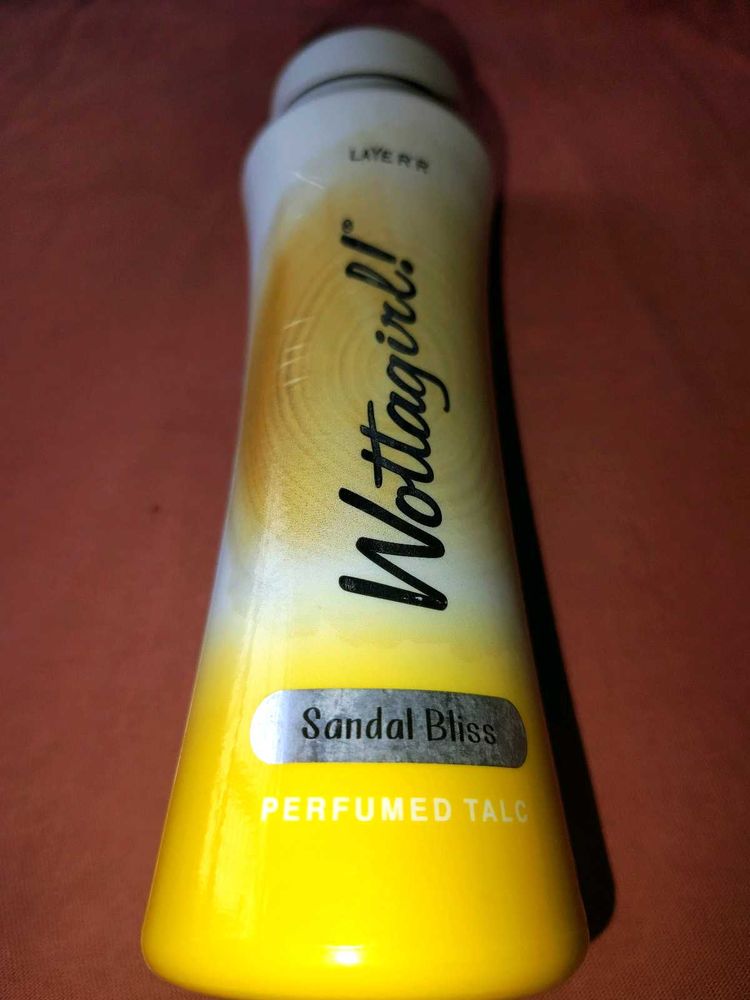 LAYER'R
Wottagirl!®
Sandal Bliss
PERFUMED TALC